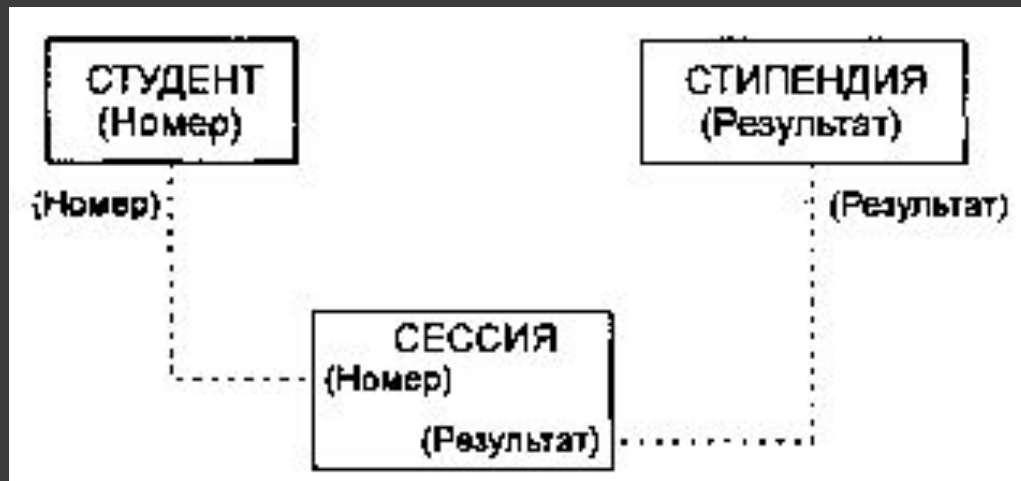 СТУДЕНТ
(Номер)
СТИПЕНДИЯ
(Результат)
(Номер)
(Результат)
СЕССИЯ
(Номер)
(Результат)